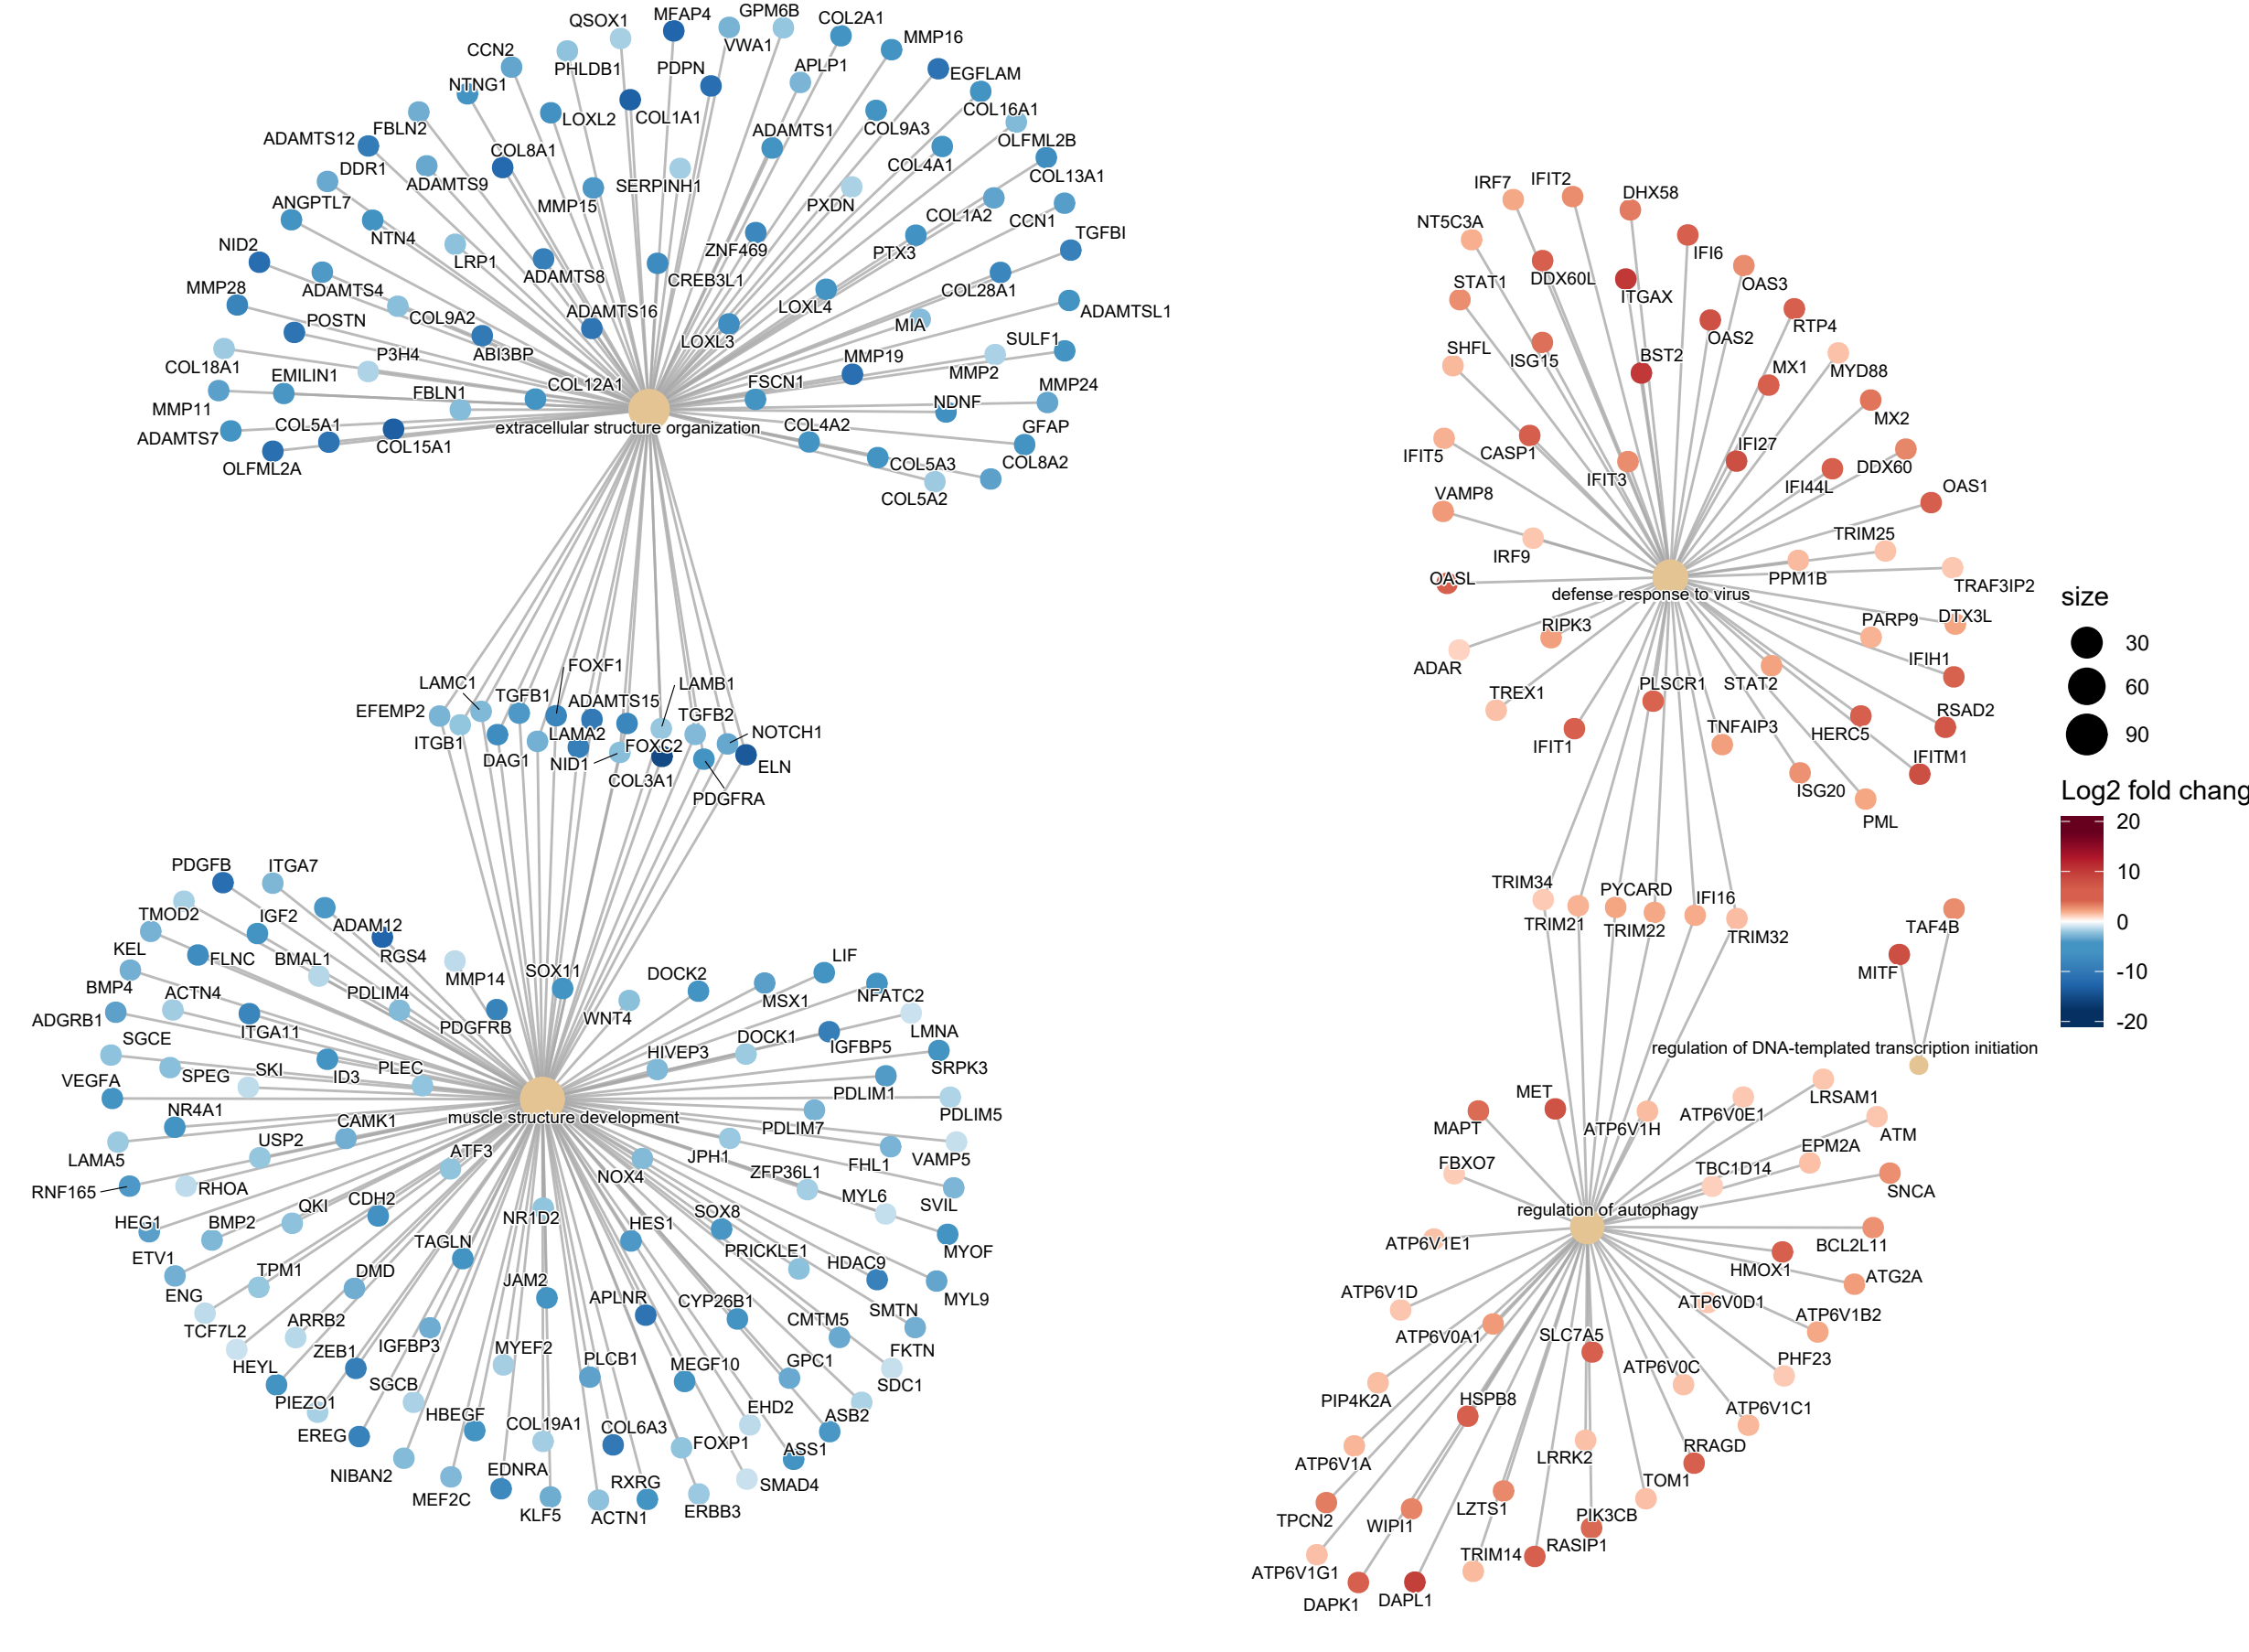 QSOX1
MFAP4
GPM6B
COL2A1
CCN2
PHLDB1
PDPN
VWA1
APLP1
MMP16
NTNG1
LOXL2
COL1A1
EGFLAM
ADAMTS12
FBLN2
COL8A1
ADAMTS1
COL9A3
COL16A1
DDR1
ADAMTS9
SERPINH1
COL4A1
OLFML2B
COL13A1
ANGPTL7
NTN4
MMP15
PXDN
COL1A2
CCN1
NID2
LRP1
ADAMTS8
ZNF469
PTX3
TGFBI
MMP28
ADAMTS4
CREB3L1
COL28A1
POSTN
COL9A2
ADAMTS16
LOXL4
MIA
ADAMTSL1
COL18A1
P3H4
ABI3BP
LOXL3
MMP19
SULF1
MMP2
EMILIN1
FBLN1
COL12A1
FSCN1
MMP24
MMP11
NDNF
ADAMTS7
COL5A1
COL15A1
extracellular structure organization
COL4A2
GFAP
OLFML2A
COL5A3
COL8A2
COL5A2
FOXF1
LAMC1
TGFB1
ADAMTS15
LAMB1
EFEMP2
ITGB1
DAG1
LAMA2
NID1
FOXC2
TGFB2
NOTCH1
COL3A1
ELN
PDGFRA
PDGFB
ITGA7
TMOD2
IGF2
ADAM12
KEL
FLNC
BMAL1
RGS4
MMP14
SOX11
DOCK2
LIF
BMP4
ACTN4
PDLIM4
PDGFRB
WNT4
MSX1
NFATC2
ADGRB1
ITGA11
LMNA
SGCE
SPEG
SKI
ID3
PLEC
HIVEP3
DOCK1
IGFBP5
SRPK3
VEGFA
NR4A1
CAMK1
muscle structure development
PDLIM1
PDLIM7
PDLIM5
LAMA5
USP2
ATF3
NOX4
JPH1
ZFP36L1
FHL1
VAMP5
RNF165
RHOA
MYL6
SVIL
HEG1
BMP2
QKI
CDH2
NR1D2
HES1
SOX8
MYOF
ETV1
TAGLN
PRICKLE1
HDAC9
ENG
TPM1
DMD
JAM2
APLNR
CYP26B1
SMTN
MYL9
TCF7L2
ARRB2
IGFBP3
CMTM5
FKTN
HEYL
ZEB1
MYEF2
PLCB1
MEGF10
GPC1
SDC1
PIEZO1
SGCB
HBEGF
COL19A1
COL6A3
EHD2
ASB2
EREG
FOXP1
ASS1
NIBAN2
MEF2C
EDNRA
RXRG
SMAD4
KLF5
ACTN1
ERBB3
IRF7
IFIT2
DHX58
NT5C3A
IFI6
STAT1
DDX60L
ITGAX
OAS3
SHFL
ISG15
BST2
OAS2
RTP4
MX1
MYD88
MX2
IFIT5
CASP1
IFIT3
IFI27
IFI44L
DDX60
VAMP8
OAS1
IRF9
TRIM25
OASL
PPM1B
TRAF3IP2
defense response to virus
RIPK3
PARP9
DTX3L
ADAR
IFIH1
TREX1
PLSCR1
STAT2
RSAD2
IFIT1
TNFAIP3
HERC5
IFITM1
ISG20
PML
TRIM34
PYCARD
IFI16
TRIM21
TRIM22
TRIM32
TAF4B
MITF
regulation of DNA-templated transcription initiation
MET
MAPT
ATP6V1H
ATP6V0E1
LRSAM1
ATM
FBXO7
TBC1D14
EPM2A
SNCA
regulation of autophagy
ATP6V1E1
BCL2L11
HMOX1
ATG2A
ATP6V1D
ATP6V0D1
ATP6V1B2
ATP6V0A1
SLC7A5
ATP6V0C
PHF23
PIP4K2A
HSPB8
ATP6V1C1
ATP6V1A
LRRK2
RRAGD
TOM1
TPCN2
WIPI1
LZTS1
PIK3CB
RASIP1
ATP6V1G1
TRIM14
DAPK1
DAPL1
size
30
60
90
Log2 fold chang
20
10
0
-10
-20